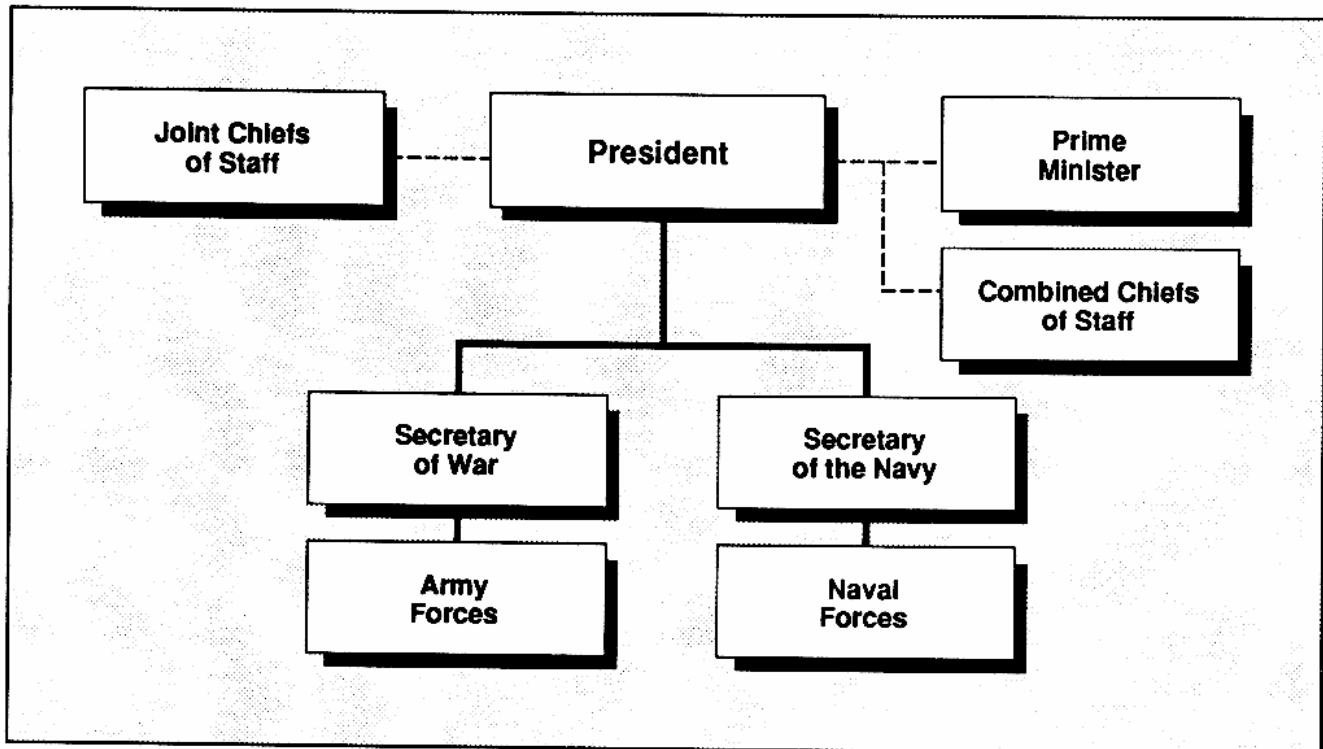 Joint Chiefs
of Staff
President
Prime
Minister
Combined Chiefs
of Staff
Secretary
of War
Secretary
of the Navy
Army
Forces
Naval
Forces